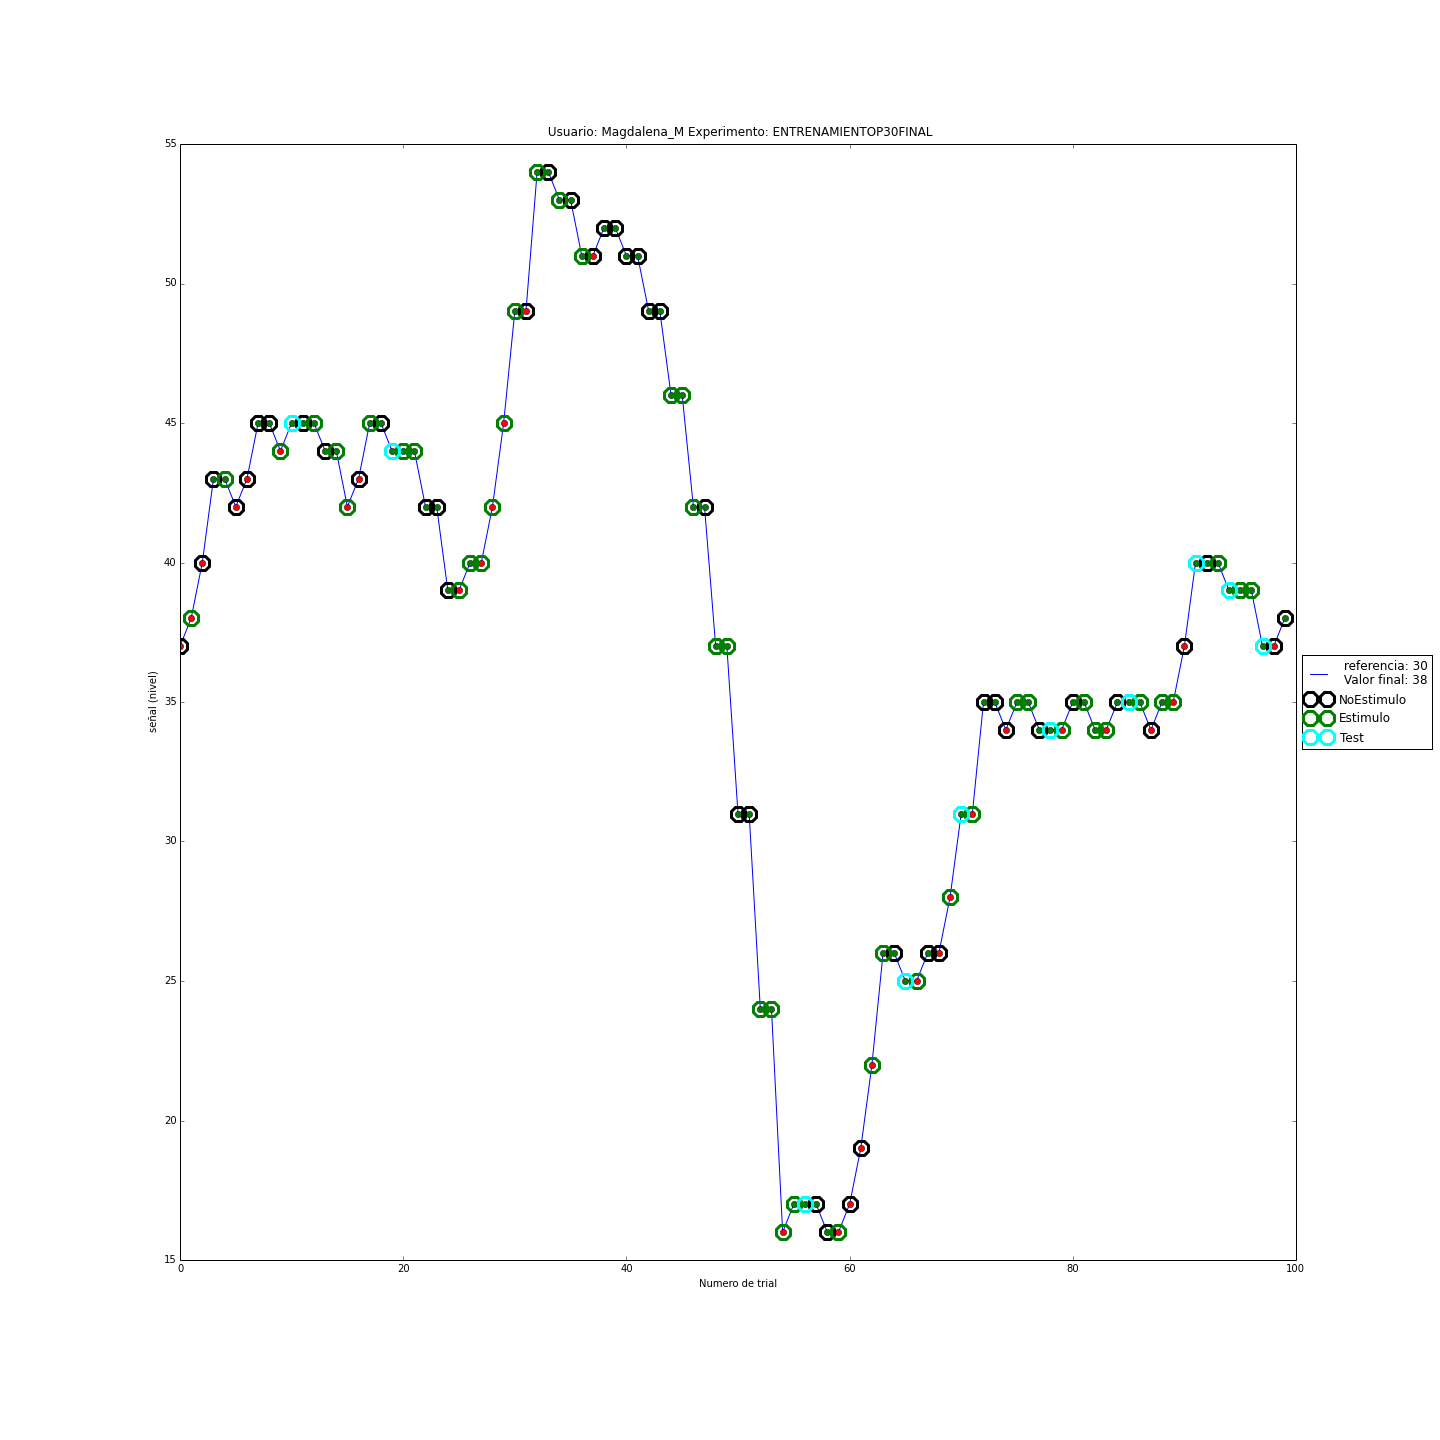 Usuario: Magdalena_M Experimento: ENTRENAMIENTOP30FINAL
55
50
45
40
35
30
25
20
15
señal (nivel)
0 20 40 60 80 100
Numero de trial
referencia: 30
Valor final: 38
NoEstimulo
Estimulo
Test